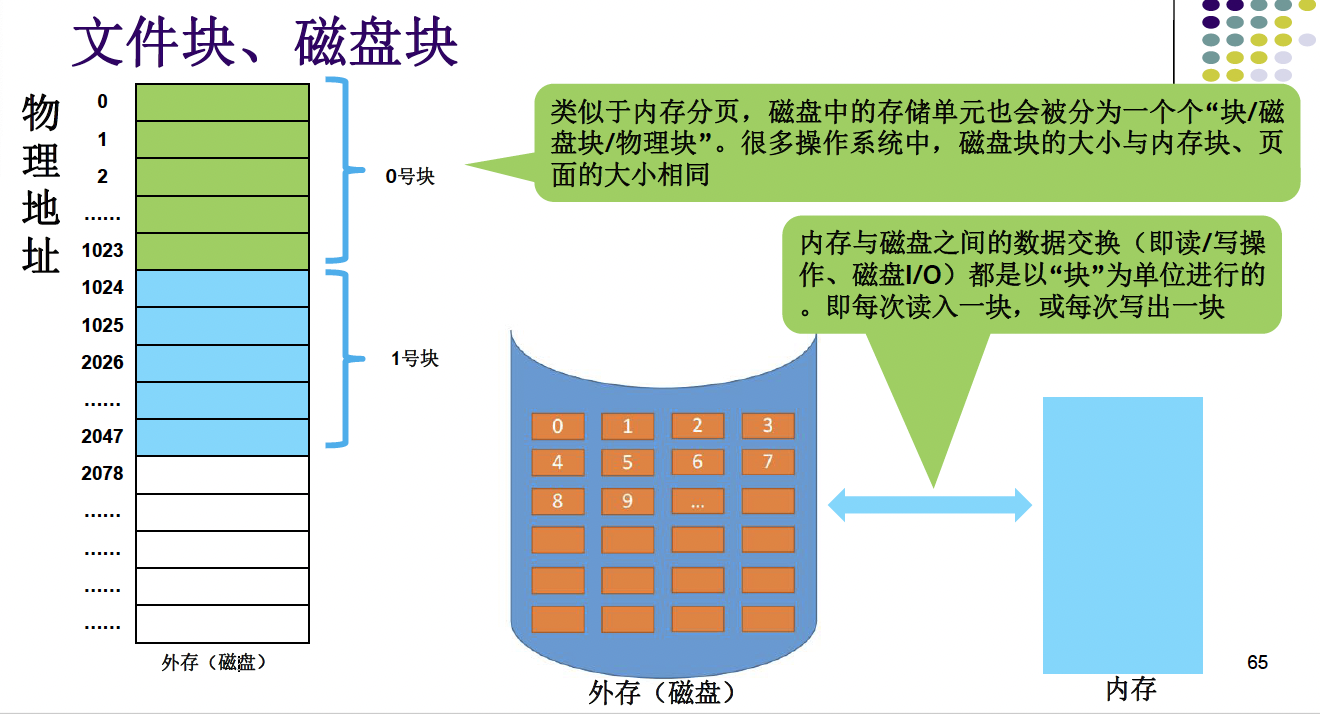 文件块、磁盘块
物
理
地
址
0
1
2
……
1023
1024
1025
2026
……
2047
2078
……
……
……
……
外存（磁盘）
0号块
1号块
类似于内存分页，磁盘中的存储单元也会被分为一个个“块/磁
盘块/物理块”。很多操作系统中，磁盘块的大小与内存块、页
面的大小相同
内存与磁盘之间的数据交换（即读/写操
作、磁盘I/O）都是以“块”为单位进行的
。即每次读入一块，或每次写出一块
0 1 2 3
4 5 6 7
8 9 ...
外存（磁盘）
内存
65